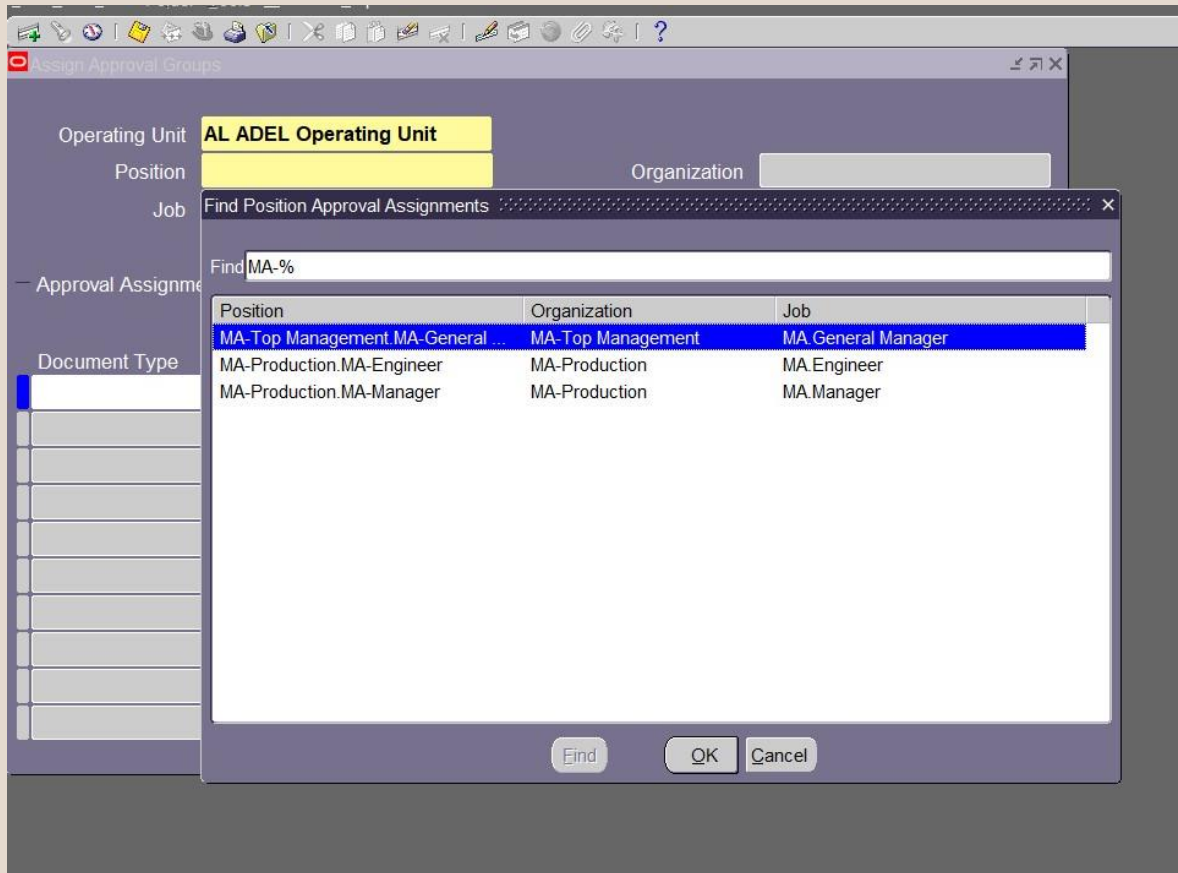 Assign Approval Groups
Operating Unit AL ADEL Operating Unit
Position Organization
Job
Find Position Approval Assignments
Find MA-%
Approval Assignme
Position Organization Job
MA-Top Management.MA-General ... MA-Top Management MA.General Manager
Document Type
MA-Production.MA-Engineer MA-Production MA.Engineer
MA-Production.MA-Manager MA-Production MA.Manager
Find OK Cancel